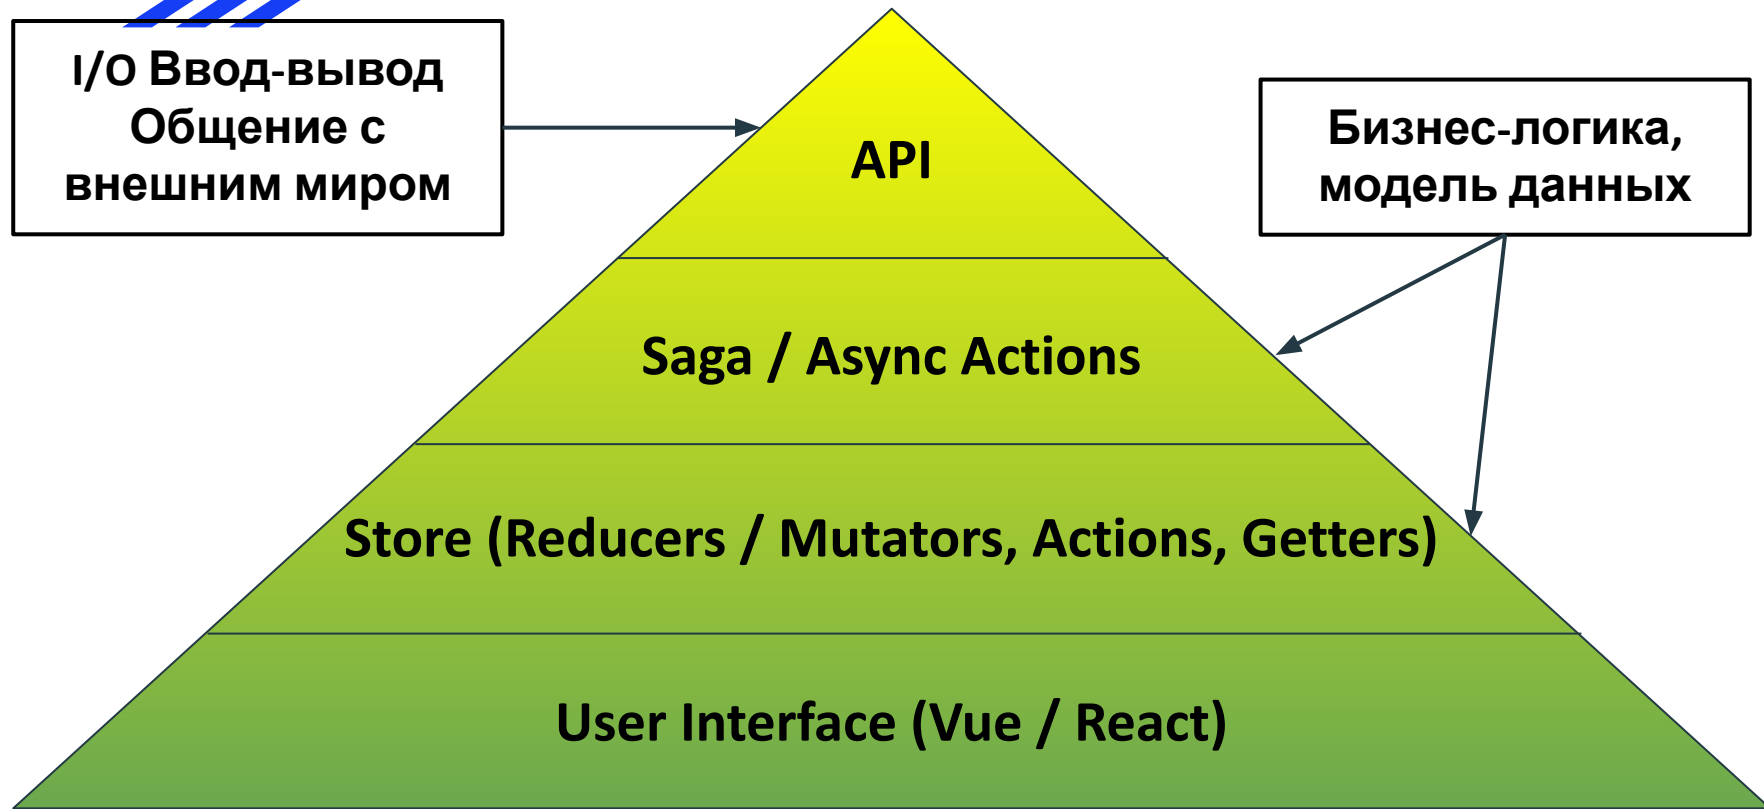 I/O Ввод-вывод
Общение с
внешним миром
API
Бизнес-логика,
модель данных
Saga / Async Actions
Store (Reducers / Mutators, Actions, Getters)
User Interface (Vue / React)